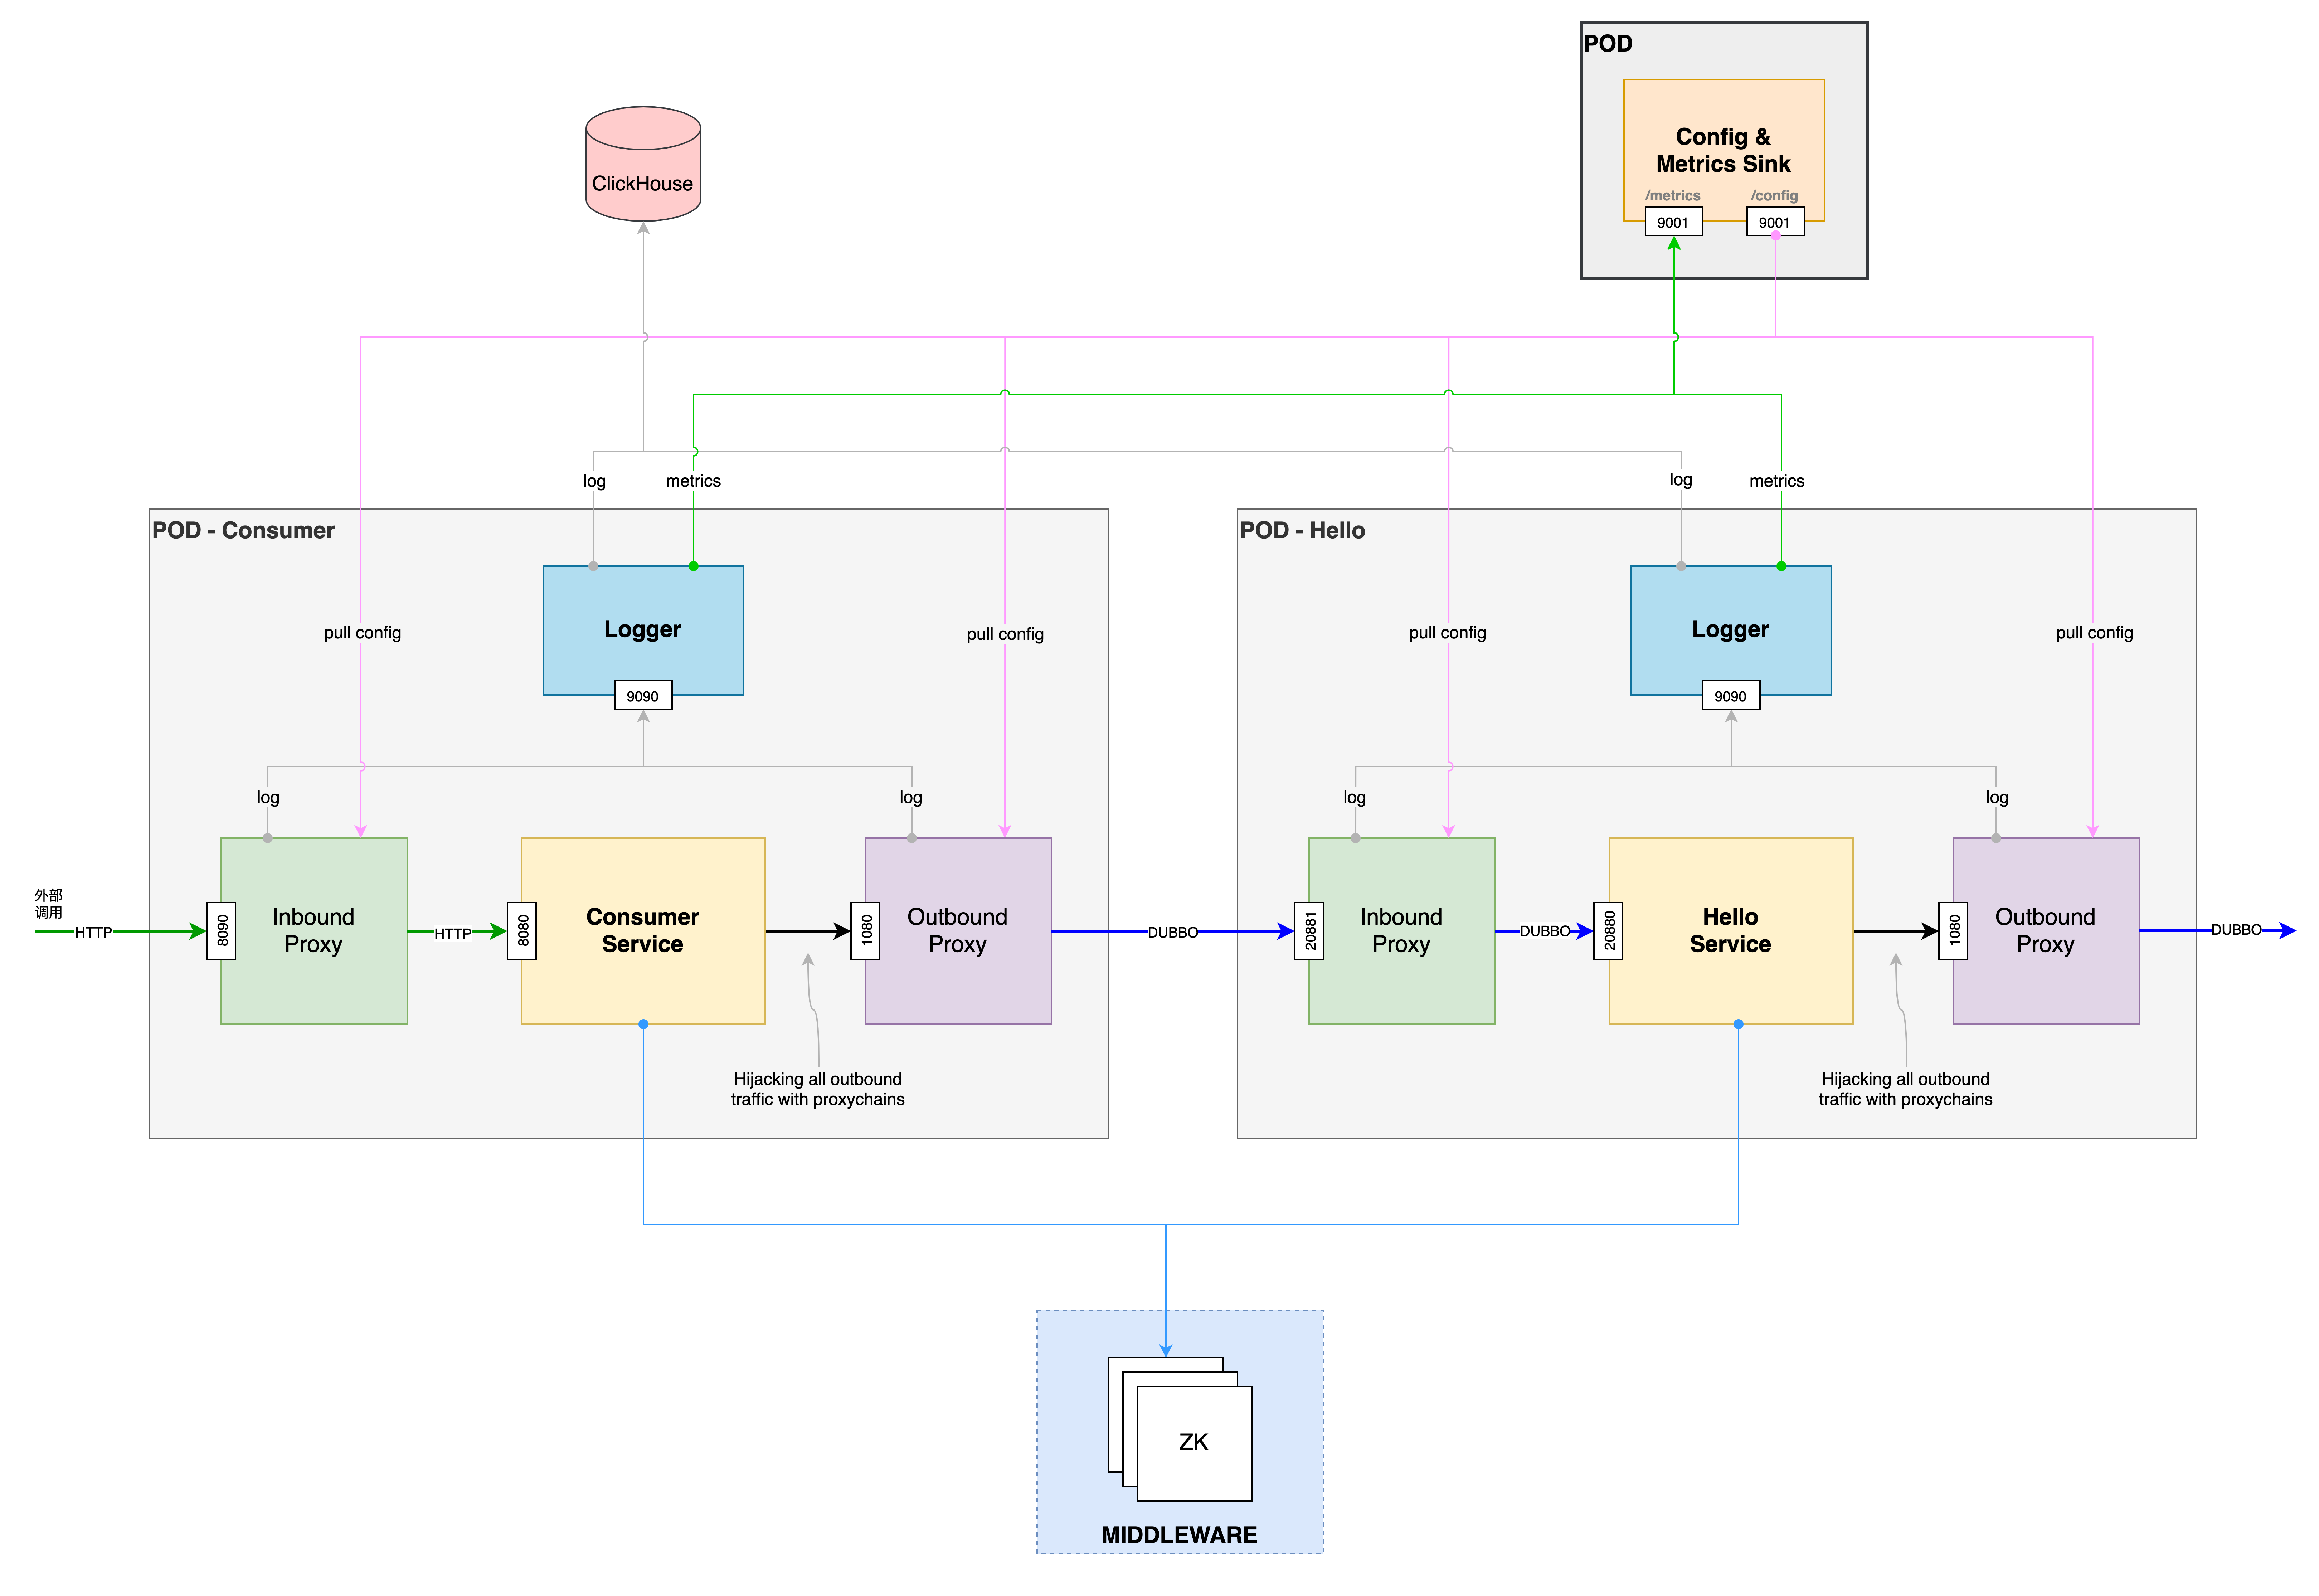 POD
Config &
Metrics Sink
/metrics
/config
9001
9001
ClickHouse
log
metrics
log
metrics
POD - Consumer
Logger
9090
pull config
pull config
log
log
外部
调用
HTTP
8090
Inbound
Proxy
HTTP
8080
Consumer
Service
1080
Outbound
Proxy
Hijacking all outbound
traffic with proxychains
DUBBO
POD - Hello
Logger
9090
pull config
pull config
log
log
20881
Inbound
Proxy
DUBBO
20880
Hello
Service
1080
Outbound
Proxy
DUBBO
Hijacking all outbound
traffic with proxychains
ZK
MIDDLEWARE